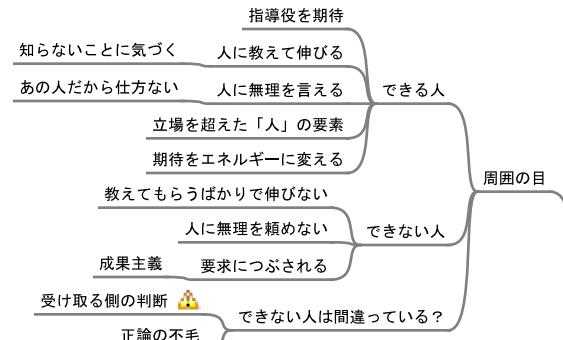 指導役を期待
知らないことに気づく
人に教えて伸びる
あの人だから仕方ない
人に無理を言える
できる人
立場を超えた「人」の要素
期待をエネルギーに変える
周囲の目
教えてもらうばかりで伸びない
人に無理を頼めない
できない人
成果主義
要求につぶされる
受け取る側の判断
できない人は間違っている？
正論の不毛